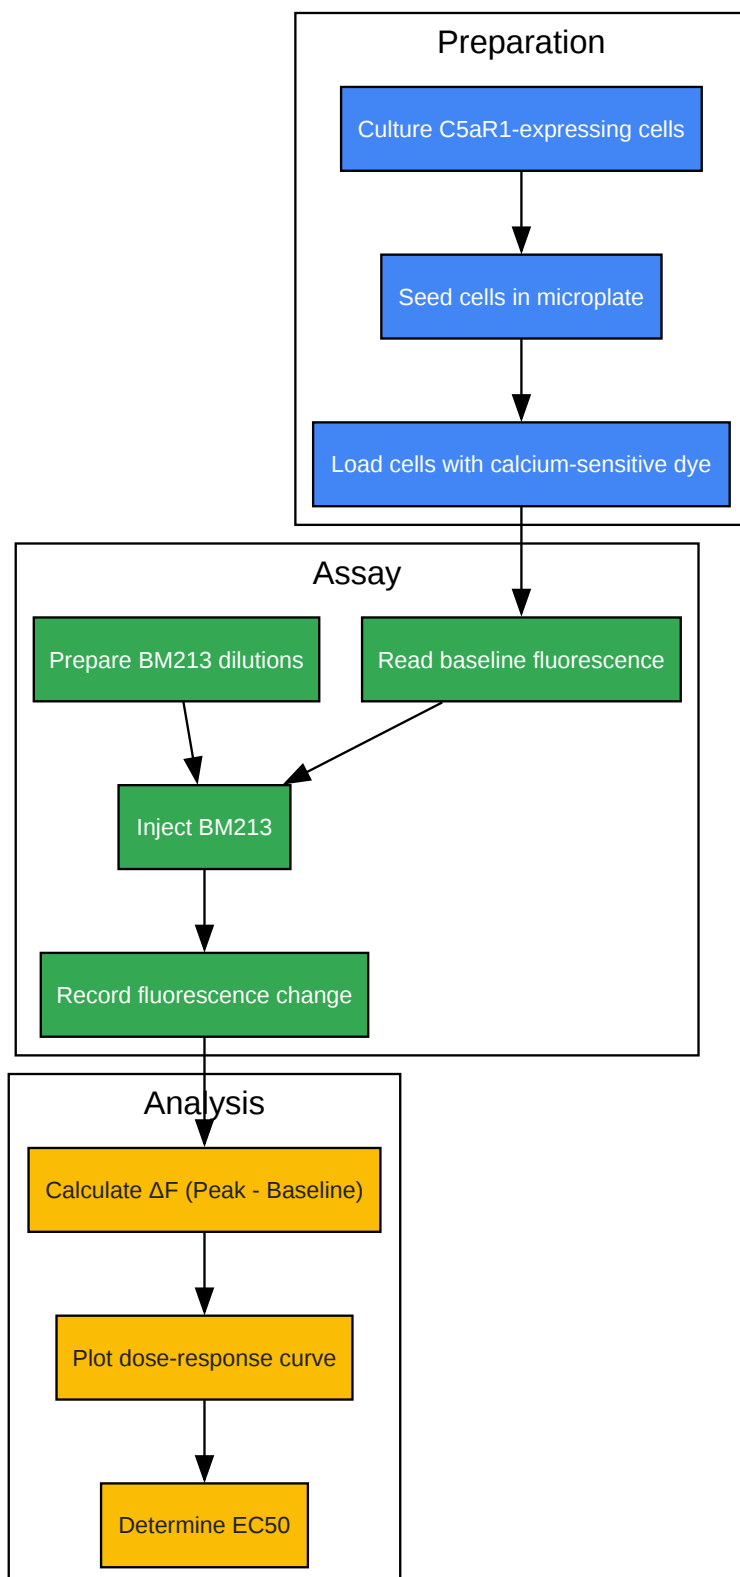 Preparation
Culture C5aR1-expressing cells
Seed cells in microplate
Load cells with calcium-sensitive dye
Assay
Prepare BM213 dilutions
Read baseline fluorescence
Inject BM213
Record fluorescence change
Analysis
Calculate ΔF (Peak - Baseline)
Plot dose-response curve
Determine EC50